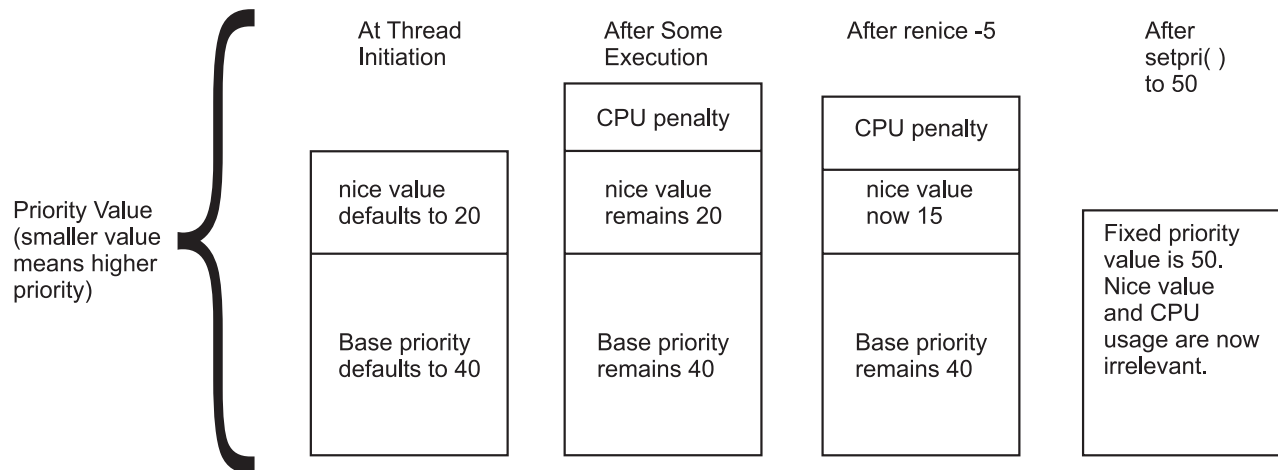 At Thread
Initiation
After Some
Execution
After renice -5
After
setpri( )
to 50
Priority Value
(smaller value
means higher
priority)
nice value
defaults to 20
Base priority
defaults to 40
CPU penalty
nice value
remains 20
Base priority
remains 40
CPU penalty
nice value
now 15
Base priority
remains 40
Fixed priority
value is 50.
Nice value
and CPU
usage are now
irrelevant.